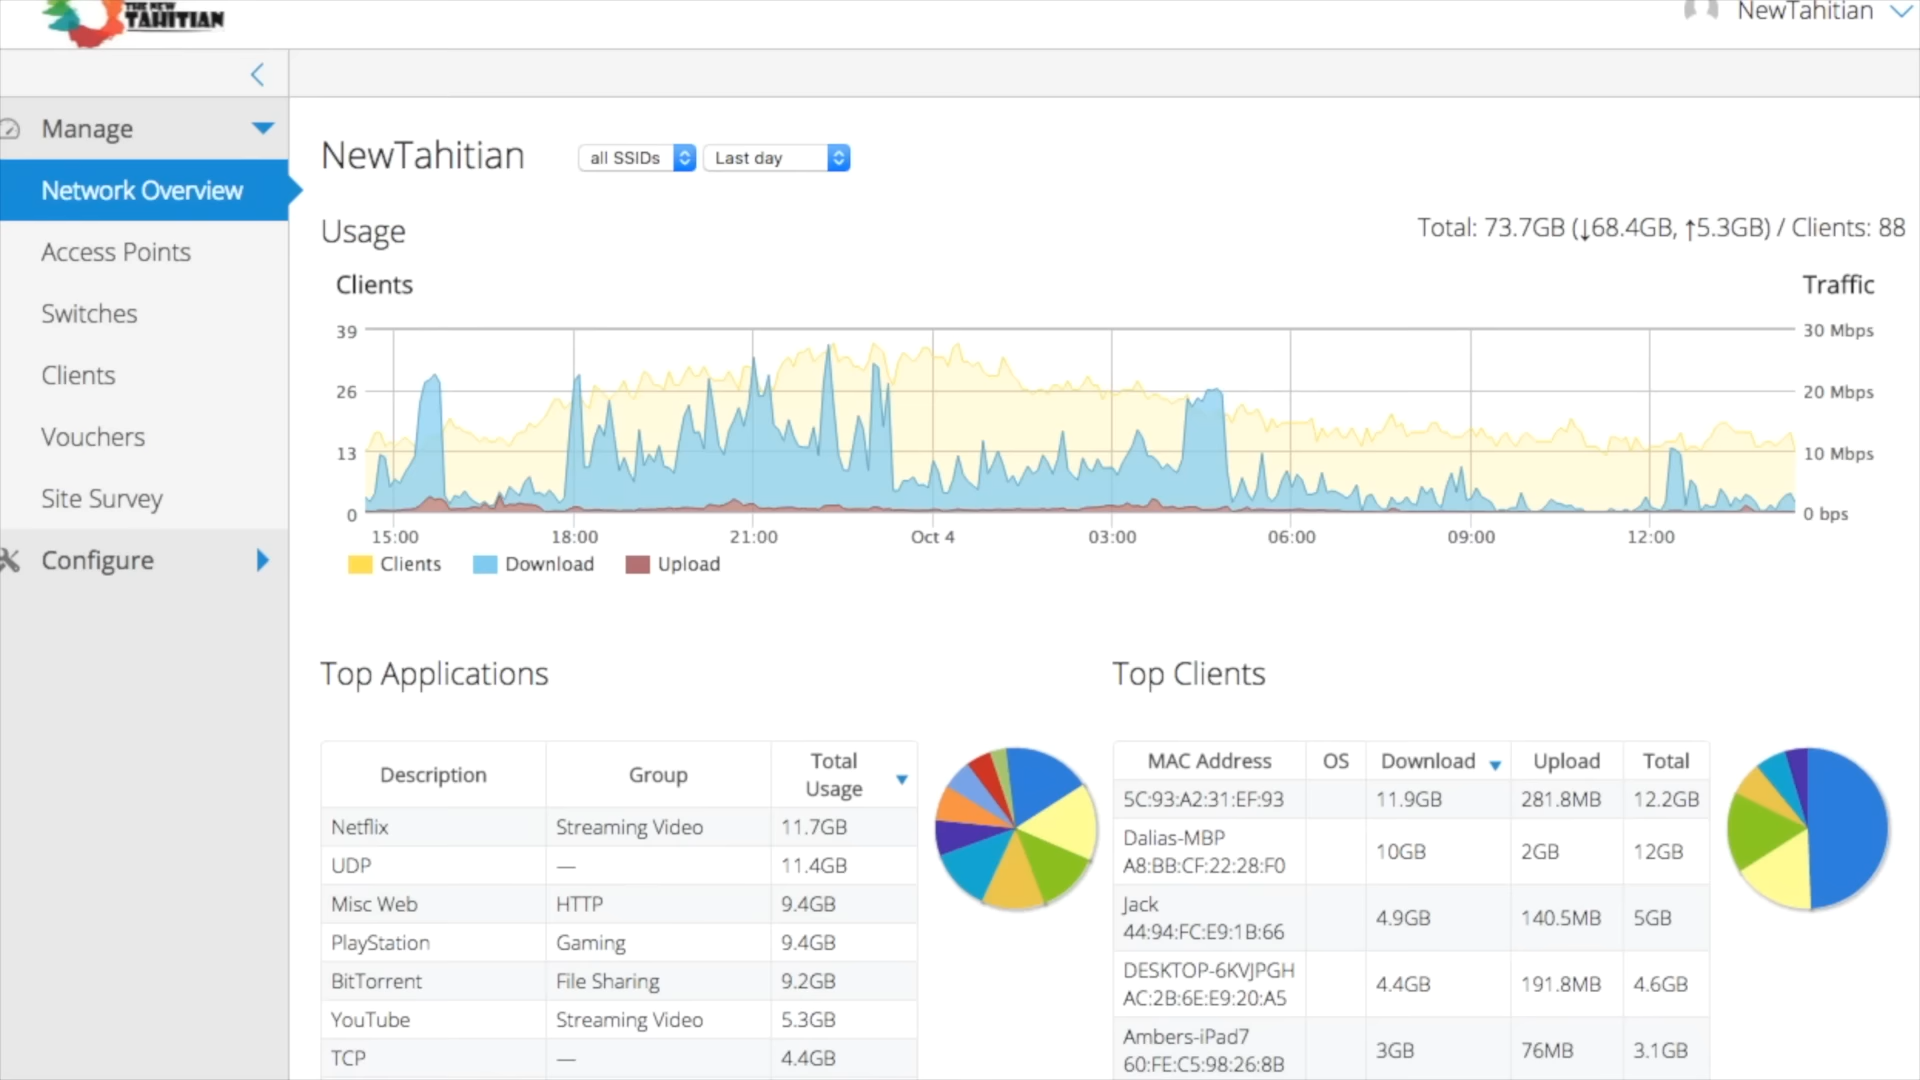 THE NEW
TAHITIAN
NewTahitian
Manage
Network Overview
Access Points
Switches
Clients
Vouchers
Site Survey
Configure
NewTahitian
all SSIDs
Last day
Usage
Total: 73.7GB (↓68.4GB, ↑5.3GB) / Clients: 88
Clients
Traffic
39
26
13
0
30 Mbps
20 Mbps
10 Mbps
0 bps
15:00 18:00 21:00 Oct 4 03:00 06:00 09:00 12:00
Clients Download Upload
Top Applications
Description Group Total Usage
Netflix Streaming Video 11.7GB
UDP — 11.4GB
Misc Web HTTP 9.4GB
PlayStation Gaming 9.4GB
BitTorrent File Sharing 9.2GB
YouTube Streaming Video 5.3GB
TCP — 4.4GB
Top Clients
MAC Address OS Download Upload Total
5C:93:A2:31:EF:93 11.9GB 281.8MB 12.2GB
Dalias-MBP
A8:BB:CF:22:28:F0 10GB 2GB 12GB
Jack
44:94:FC:E9:1B:66 4.9GB 140.5MB 5GB
DESKTOP-6KVJPGH
AC:2B:6E:E9:20:A5 4.4GB 191.8MB 4.6GB
Ambers-iPad7
60:FE:C5:98:26:8B 3GB 76MB 3.1GB